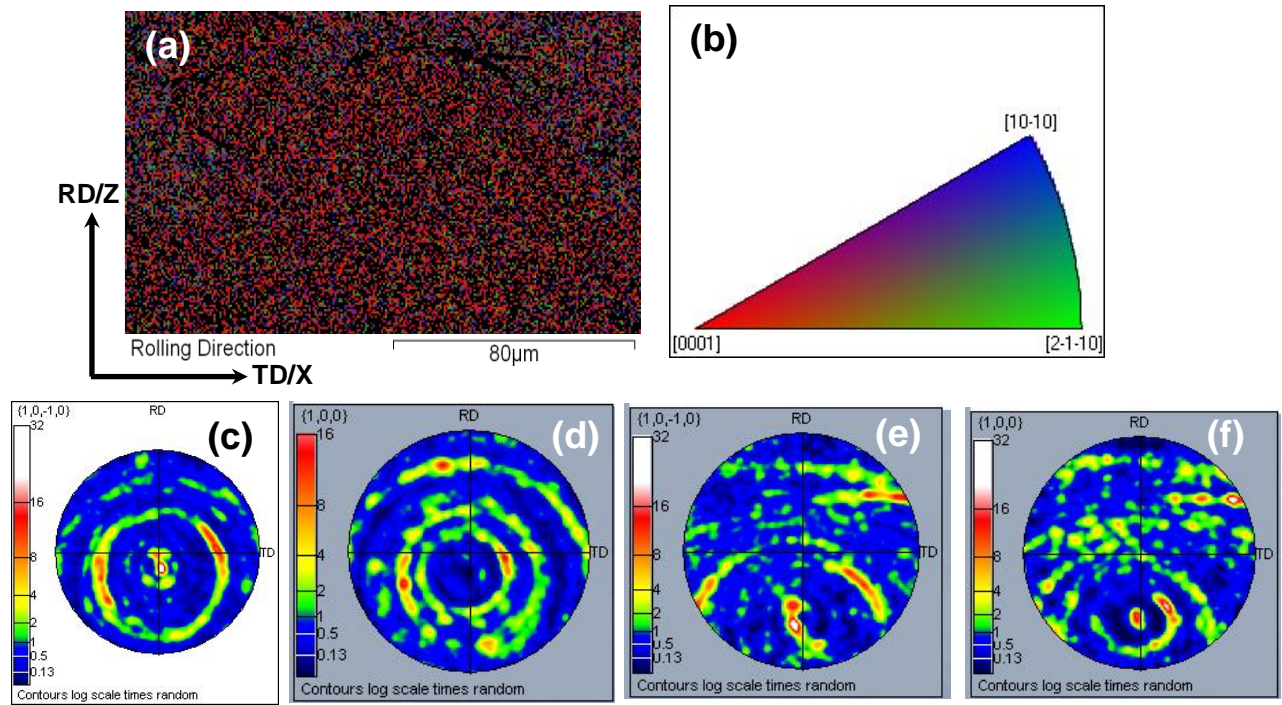 (a)
RD/Z
Rolling Direction
80µm
TD/X
(b)
[10-10]
[0001]
[2-1-10]
{1,0,-1,0}
RD
(c)
32
16
8
4
2
1
0.5
0.13
TD
Contours log scale times random
{1,0,0}
RD
(d)
16
8
4
2
1
0.5
0.13
TD
Contours log scale times random
{1,0,-1,0}
RD
(e)
32
16
8
4
2
1
0.5
0.13
TD
Contours log scale times random
{1,0,0}
RD
(f)
32
16
8
4
2
1
0.5
0.13
TD
Contours log scale times random